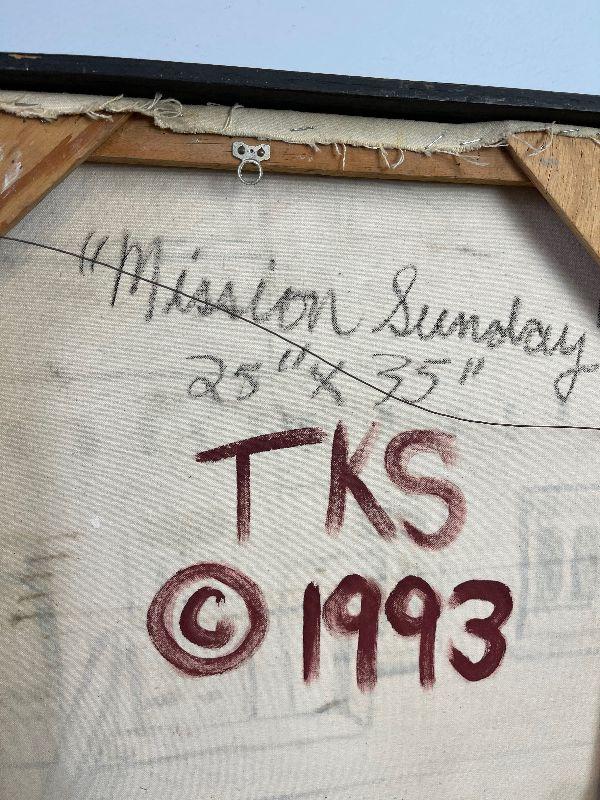 "Mission Sunday"
25" x 35"
TKS
© 1993